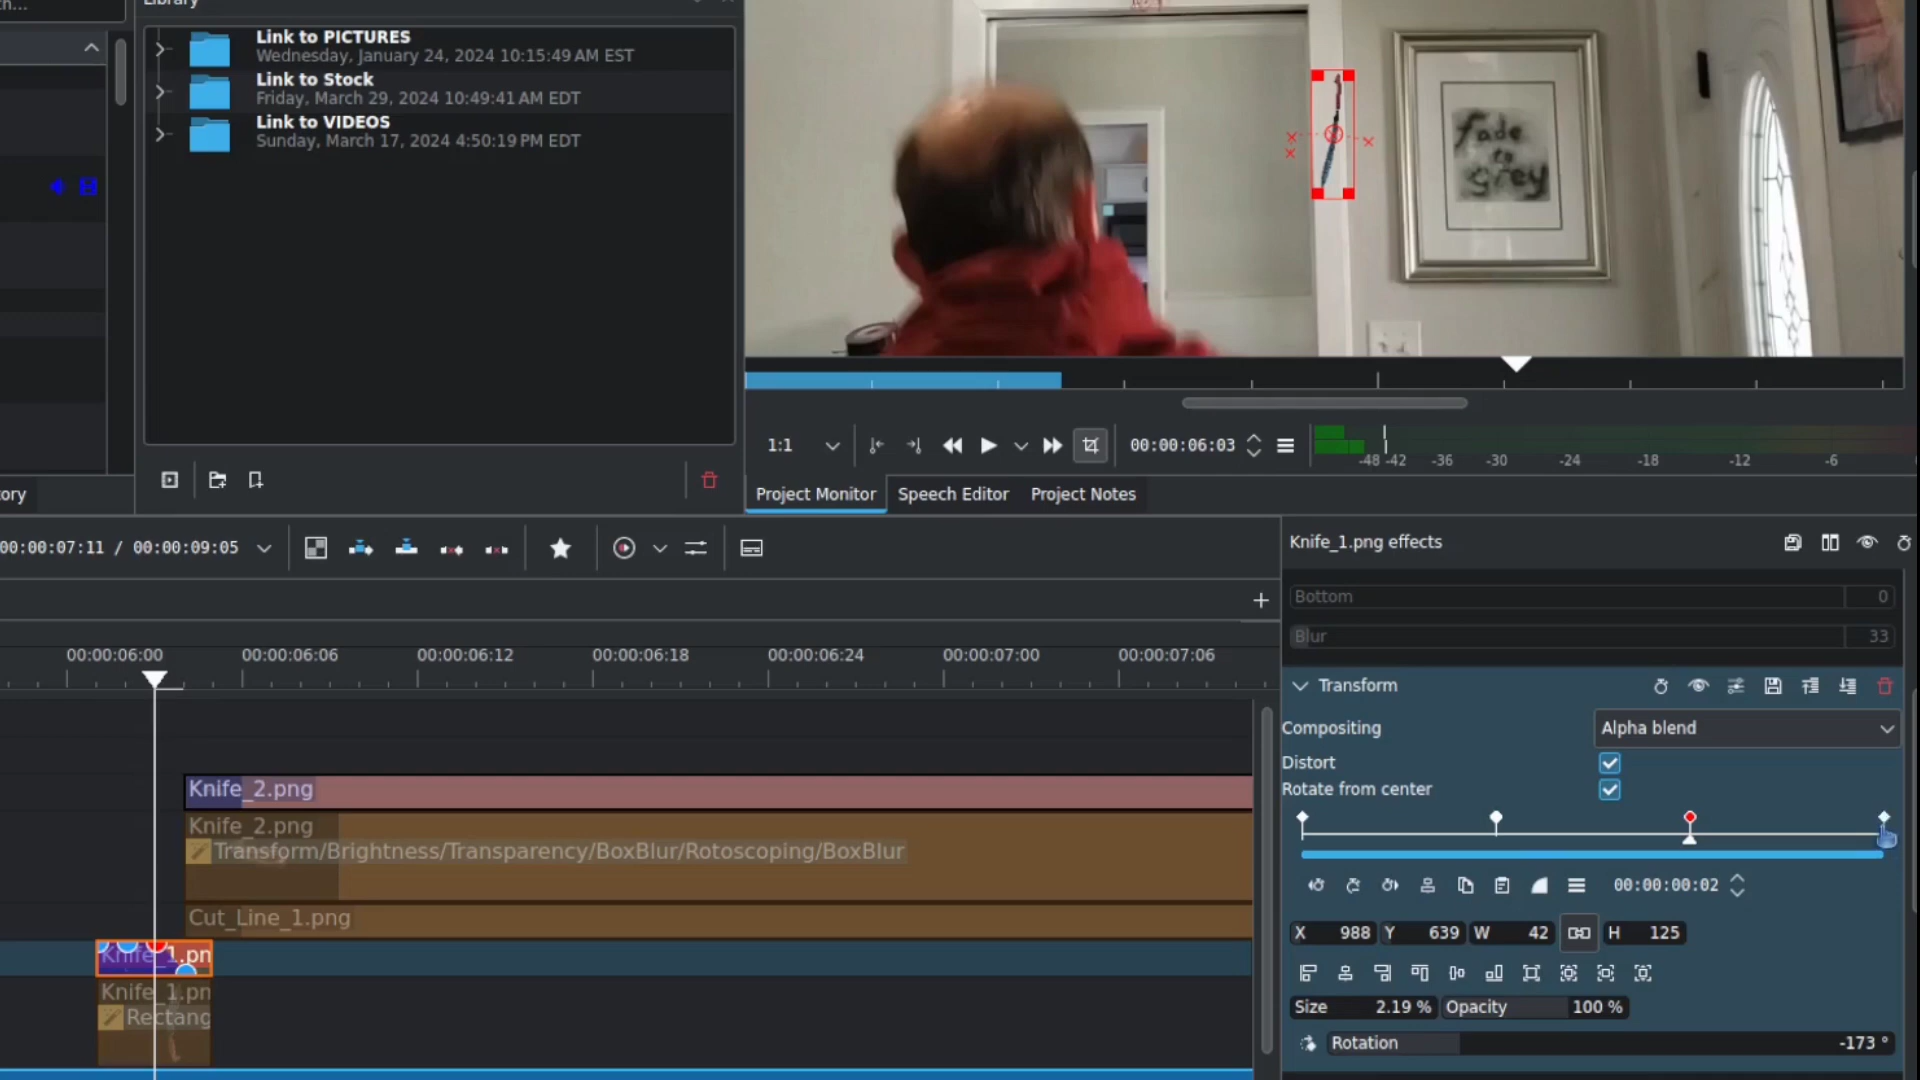 Library
Link to PICTURES
Wednesday, January 24, 2024 10:15:49 AM EST
Link to Stock
Friday, March 29, 2024 10:49:41 AM EDT
Link to VIDEOS
Sunday, March 17, 2024 4:50:19 PM EDT
fade
to
grey
1:1
00:00:06:03
-48 -42 -36 -30 -24 -18 -12 -6
ory
Project Monitor
Speech Editor
Project Notes
00:00:07:11 / 00:00:09:05
Knife_1.png effects
Bottom 0
Blur 33
00:00:06:00 00:00:06:06 00:00:06:12 00:00:06:18 00:00:06:24 00:00:07:00 00:00:07:06
Transform
Compositing Alpha blend
Distort
Rotate from center
Knife_2.png
Knife_2.png
Transform/Brightness/Transparency/BoxBlur/Rotoscoping/BoxBlur
Cut_Line_1.png
Knife_1.pn
Knife_1.pn
Rectang
00:00:00:02
X 988 Y 639 W 42 H 125
Size 2.19 % Opacity 100 %
Rotation -173 °